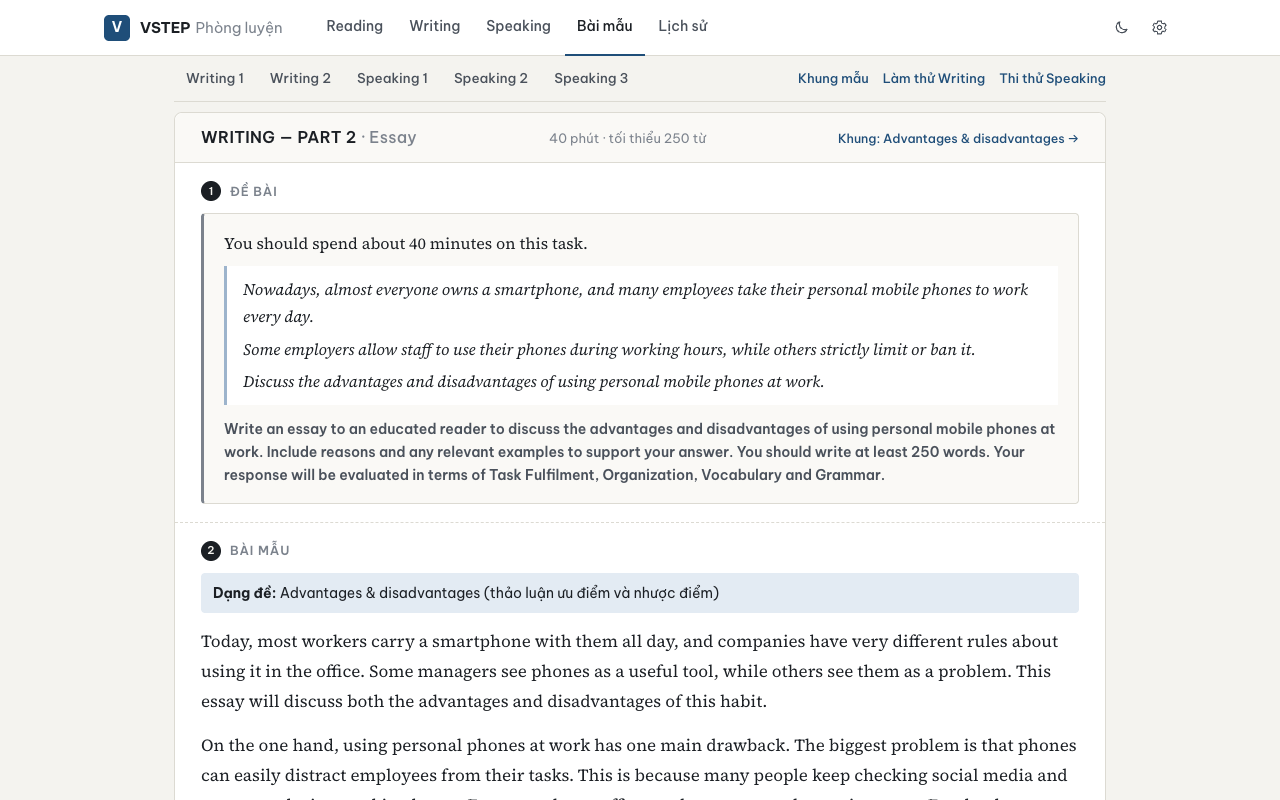 V VSTEP Phòng luyện Reading Writing Speaking Bài mẫu Lịch sử
Writing 1 Writing 2 Speaking 1 Speaking 2 Speaking 3 Khung mẫu Làm thử Writing Thi thử Speaking
WRITING — PART 2 · Essay 40 phút · tối thiểu 250 từ Khung: Advantages & disadvantages →
1 ĐỀ BÀI
You should spend about 40 minutes on this task.
Nowadays, almost everyone owns a smartphone, and many employees take their personal mobile phones to work
every day.
Some employers allow staff to use their phones during working hours, while others strictly limit or ban it.
Discuss the advantages and disadvantages of using personal mobile phones at work.
Write an essay to an educated reader to discuss the advantages and disadvantages of using personal mobile phones at
work. Include reasons and any relevant examples to support your answer. You should write at least 250 words. Your
response will be evaluated in terms of Task Fulfilment, Organization, Vocabulary and Grammar.
2 BÀI MẪU
Dạng đề: Advantages & disadvantages (thảo luận ưu điểm và nhược điểm)
Today, most workers carry a smartphone with them all day, and companies have very different rules about
using it in the office. Some managers see phones as a useful tool, while others see them as a problem. This
essay will discuss both the advantages and disadvantages of this habit.
On the one hand, using personal phones at work has one main drawback. The biggest problem is that phones
can easily distract employees from their tasks. This is because many people keep checking social media and